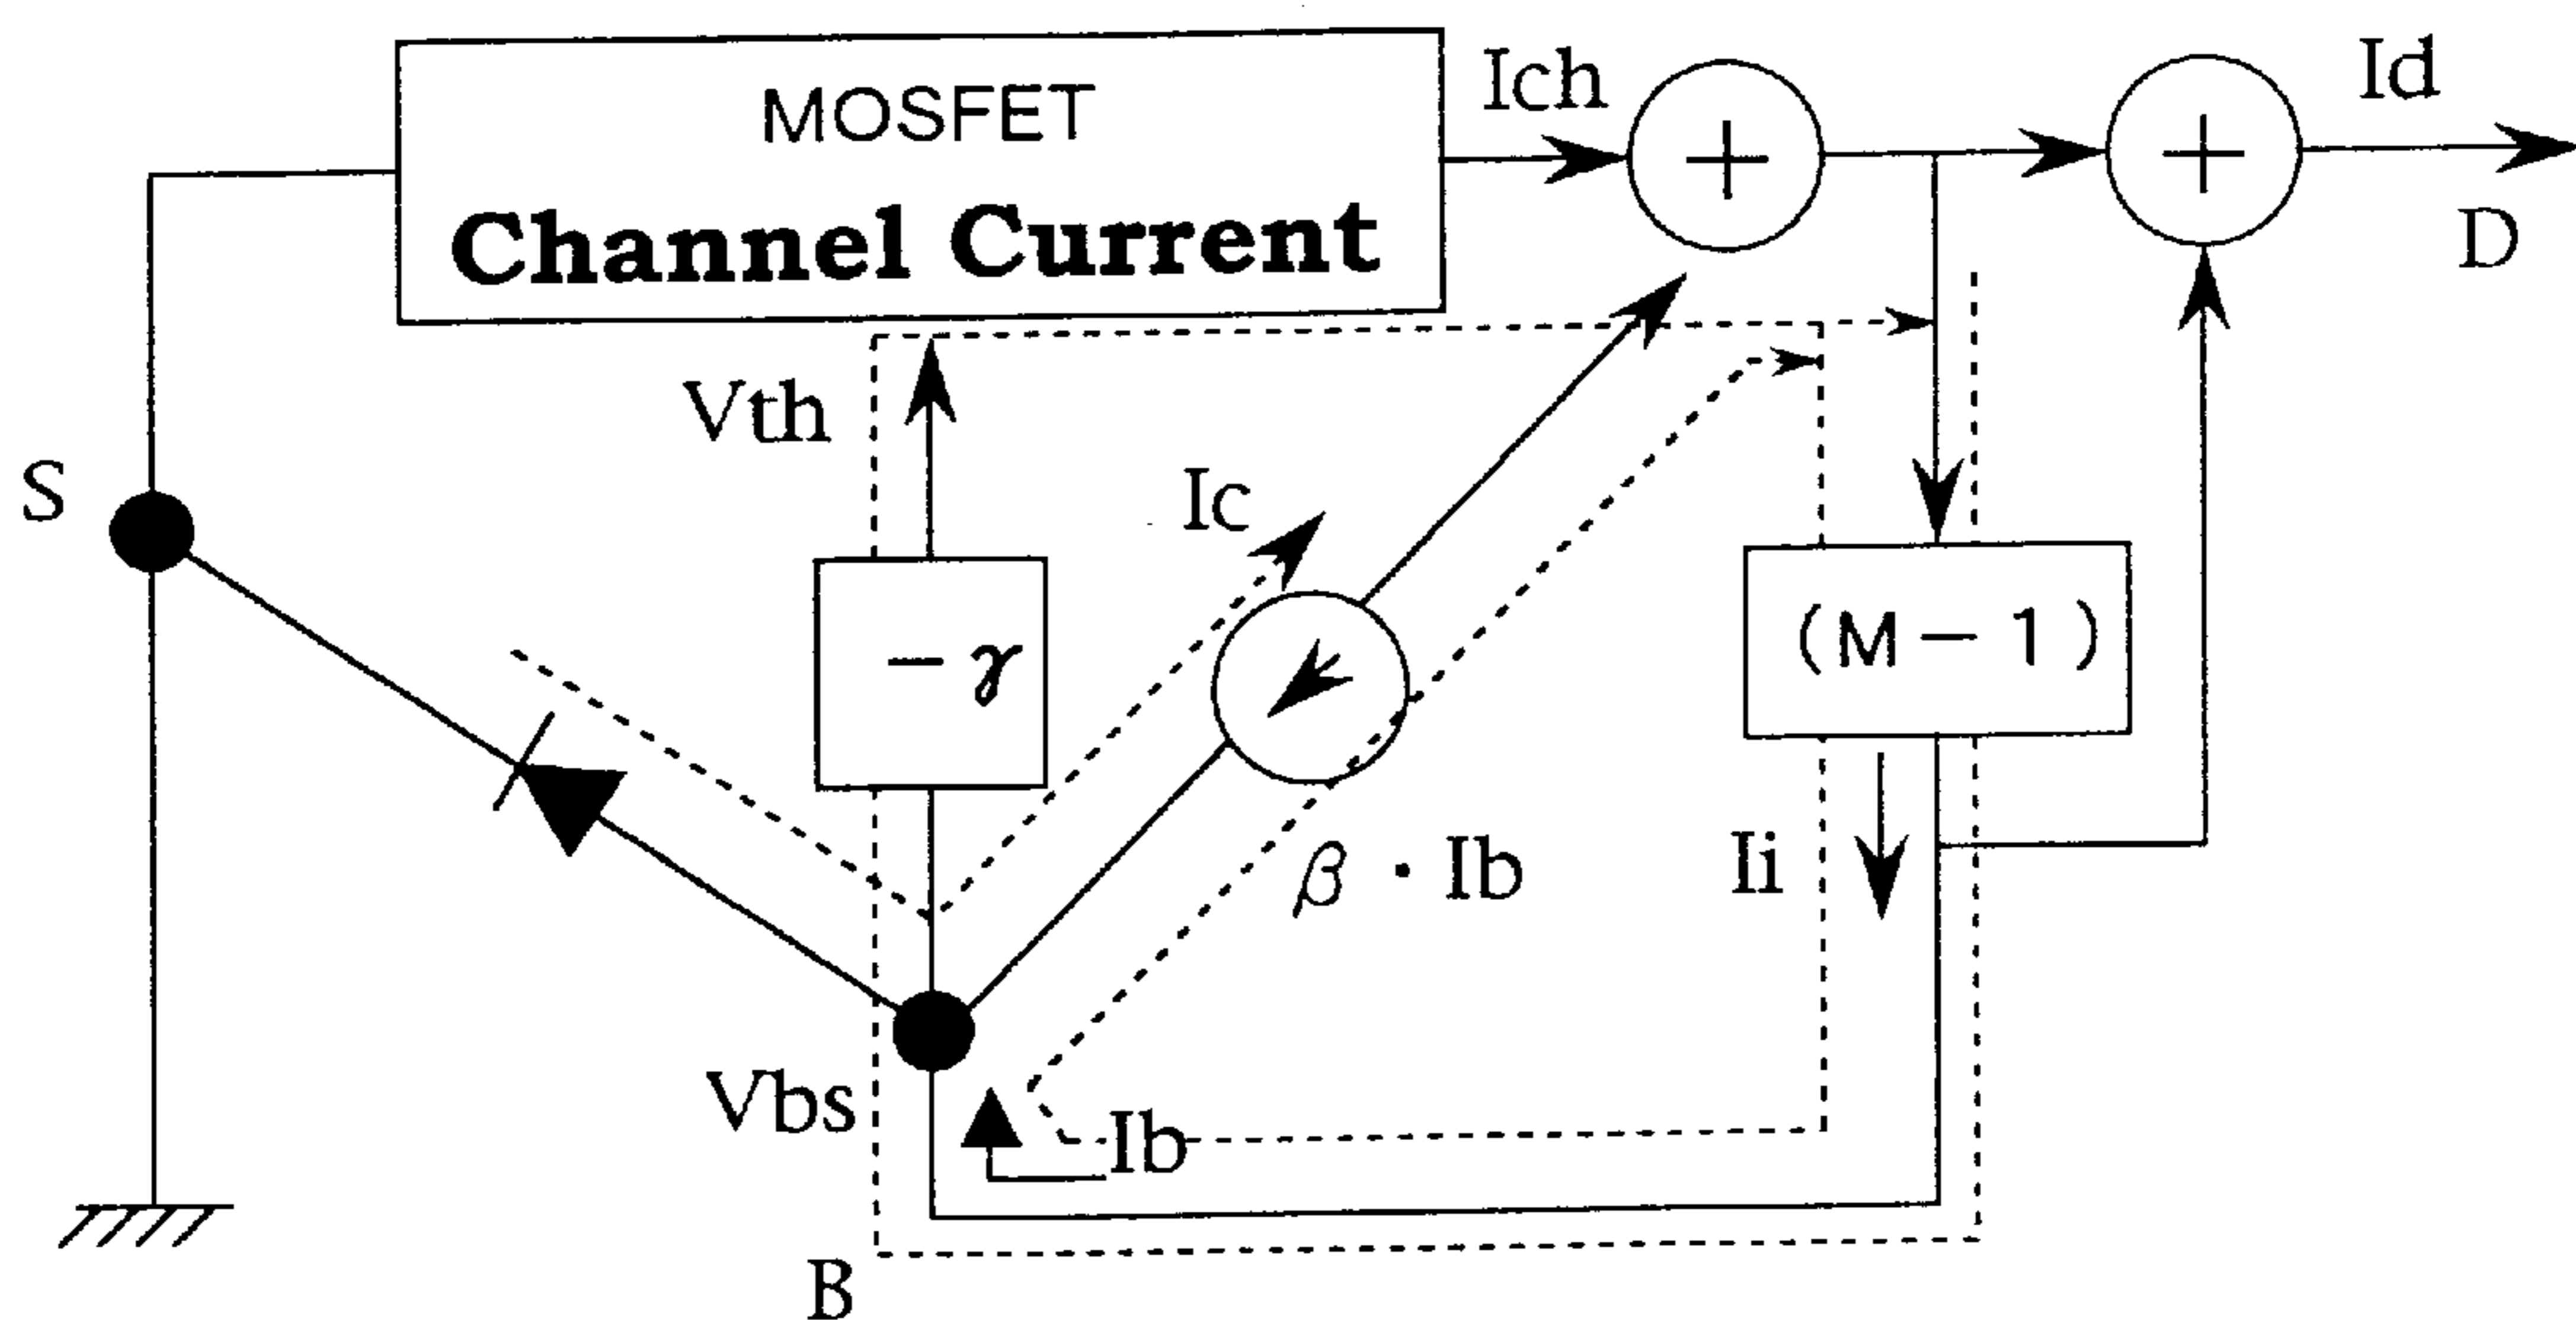 MOSFET
Channel Current
Ich
+
+
Id
D
Vth
S
Ic
− γ
(M − 1)
β · Ib
Ii
Vbs
Ib
B